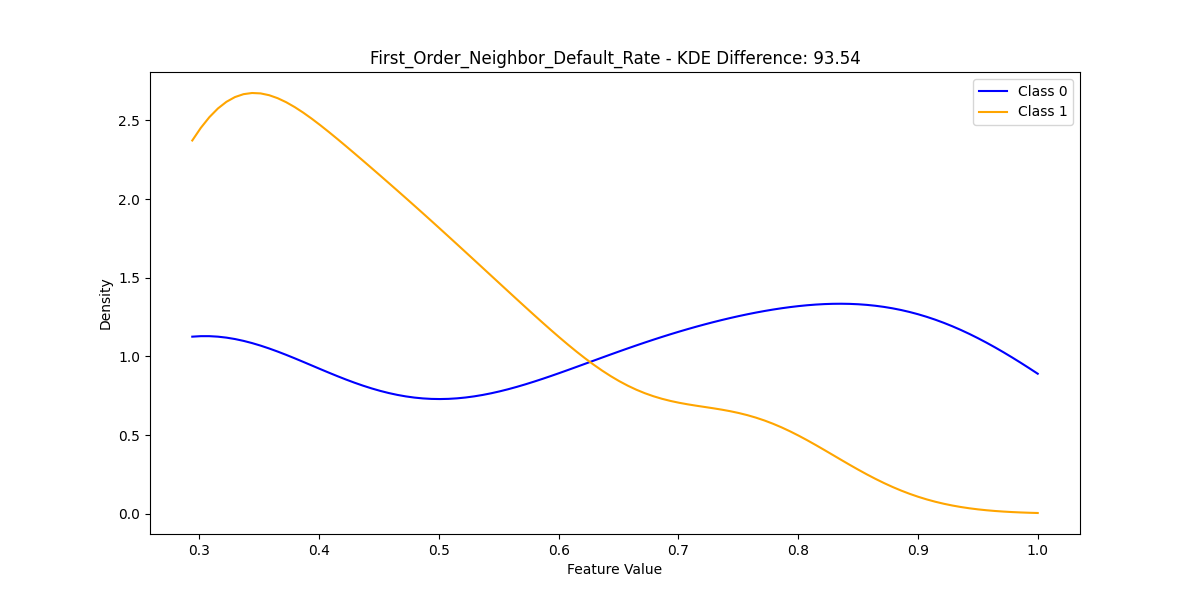 First_Order_Neighbor_Default_Rate - KDE Difference: 93.54
Class 0
Class 1
Density
2.5
2.0
1.5
1.0
0.5
0.0
0.3 0.4 0.5 0.6 0.7 0.8 0.9 1.0
Feature Value